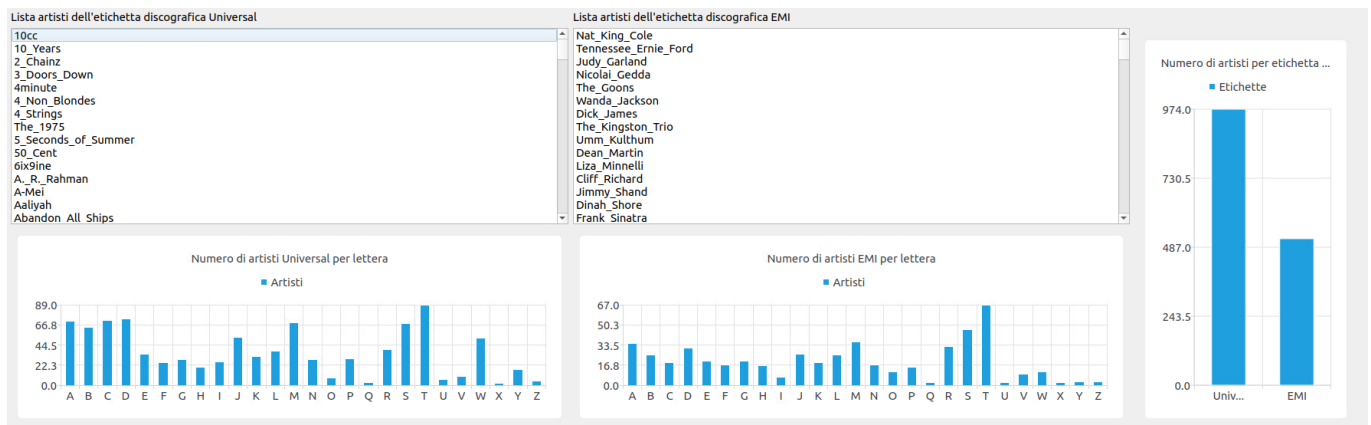 Lista artisti dell'etichetta discografica Universal
10cc
10_Years
2_Chainz
3_Doors_Down
4minute
4_Non_Blondes
4_Strings
The_1975
5_Seconds_of_Summer
50_Cent
6ix9ine
A._R._Rahman
A-Mei
Aaliyah
Abandon_All_Ships
Lista artisti dell'etichetta discografica EMI
Nat_King_Cole
Tennessee_Ernie_Ford
Judy_Garland
Nicolai_Gedda
The_Goons
Wanda_Jackson
Dick_James
The_Kingston_Trio
Umm_Kulthum
Dean_Martin
Liza_Minnelli
Cliff_Richard
Jimmy_Shand
Dinah_Shore
Frank_Sinatra
Numero di artisti Universal per lettera
Artisti
89.0
66.8
44.5
22.3
0.0
A B C D E F G H I J K L M N O P Q R S T U V W X Y Z
Numero di artisti EMI per lettera
Artisti
67.0
50.3
33.5
16.8
0.0
A B C D E F G H I J K L M N O P Q R S T U V W X Y Z
Numero di artisti per etichetta ...
Etichette
974.0
730.5
487.0
243.5
0.0
Univ... EMI